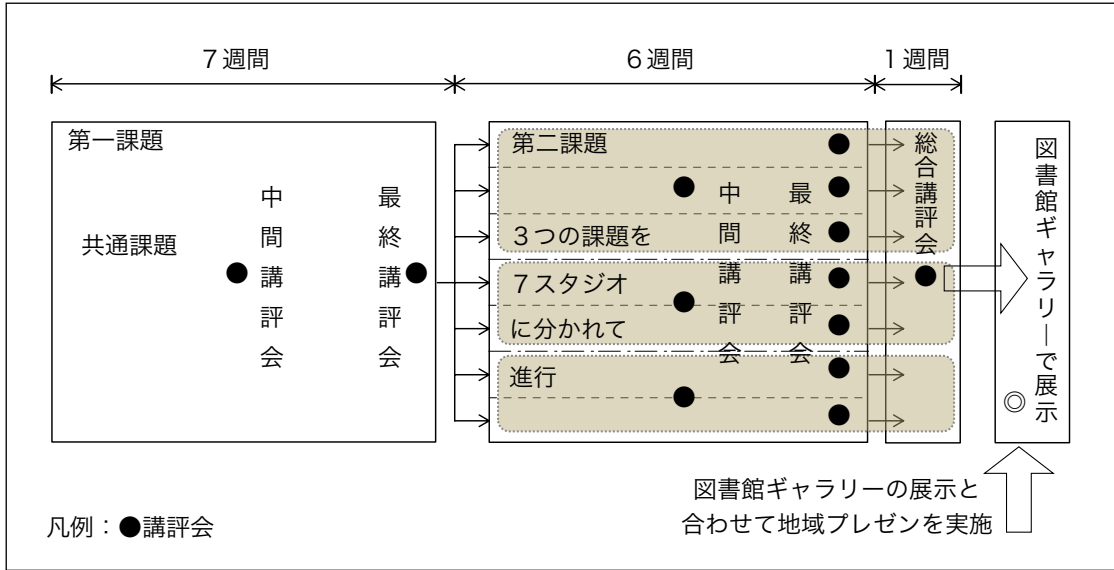 ７週間
６週間
１週間
第一課題
共通課題
中間講評会
最終講評会
第二課題
３つの課題を
７スタジオ
に分かれて
進行
中間講評会
最終講評会
総合講評会
図書館ギャラリーで展示
◎
図書館ギャラリーの展示と
合わせて地域プレゼンを実施
凡例：●講評会